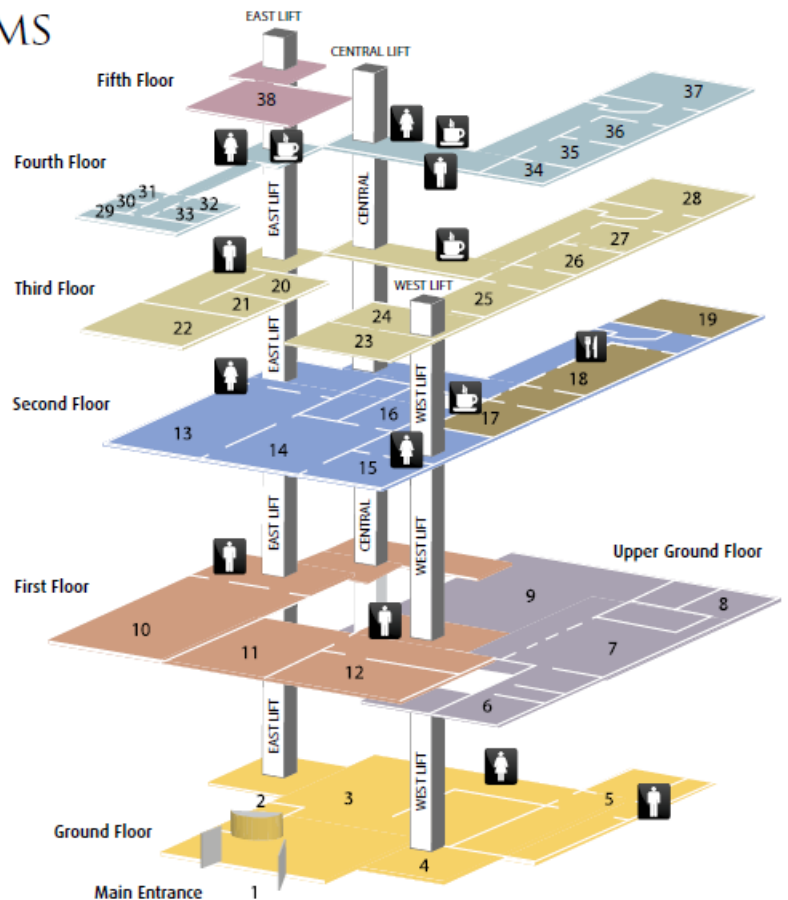 MS
EAST LIFT
CENTRAL LIFT
Fifth Floor
38
37
36
35
34
Fourth Floor
31
30
29
32
33
EAST LIFT
CENTRAL
28
27
26
25
Third Floor
20
21
22
WEST LIFT
24
23
EAST LIFT
19
18
17
Second Floor
16
WEST LIFT
13
14
15
EAST LIFT
CENTRAL
WEST LIFT
Upper Ground Floor
First Floor
9
8
7
6
10
11
12
EAST LIFT
WEST LIFT
2
3
5
Ground Floor
4
Main Entrance
1